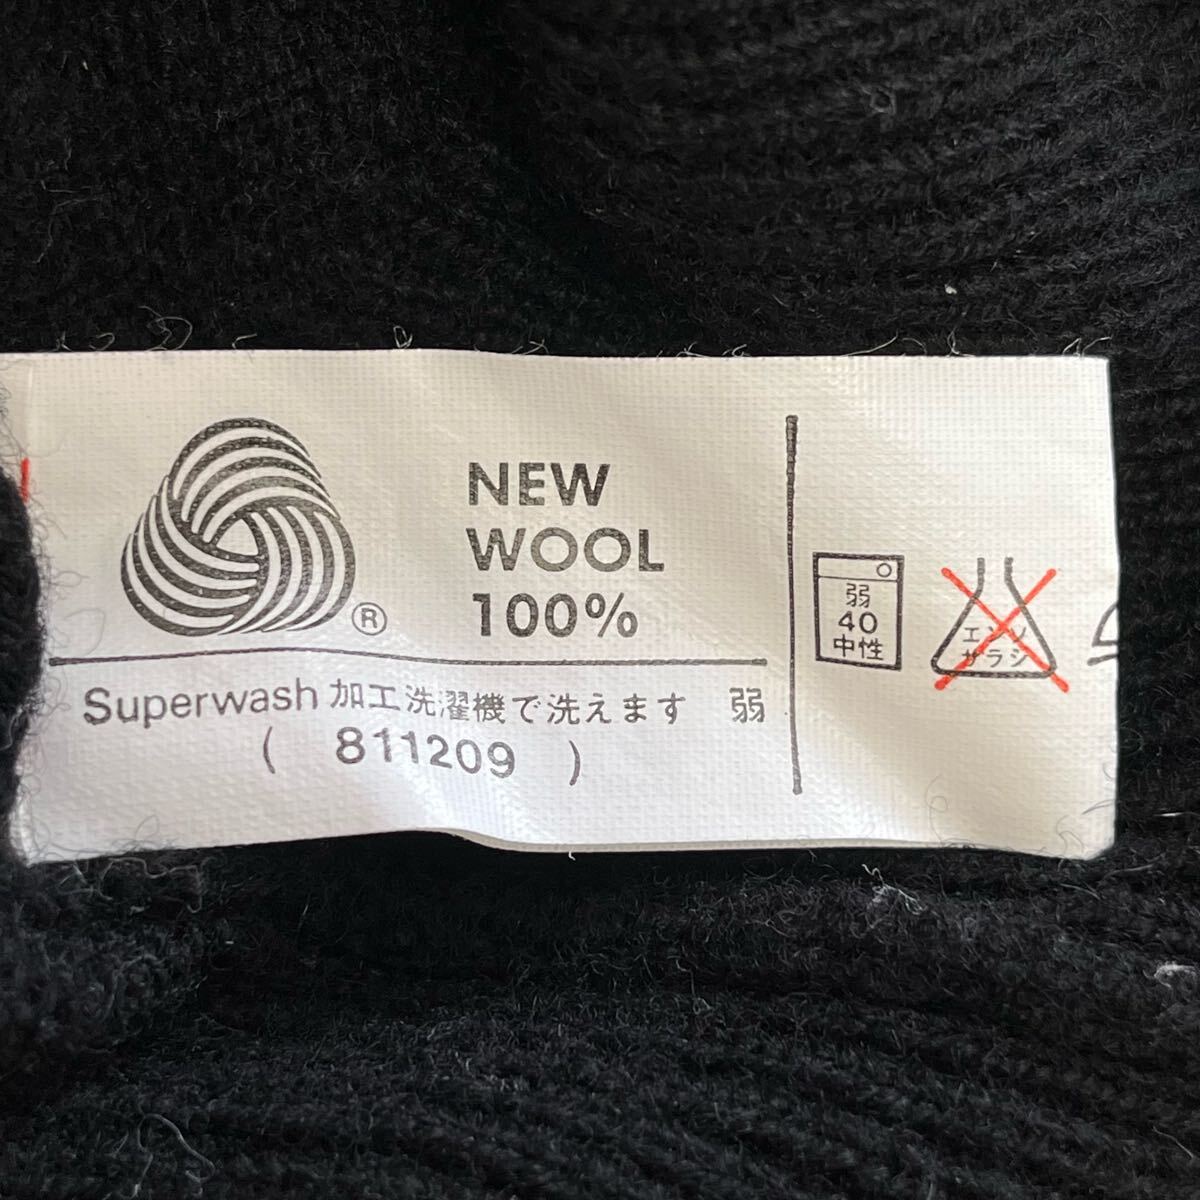 NEW
WOOL
100%
®
Superwash 加工洗濯機で洗えます 弱
( 811209 )
弱
40
中性
エンソ
サラシ